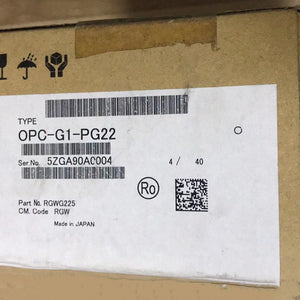 TYPE
OPC-G1-PG22
Ser.No. 5ZGA90A0004 4 / 40
Ro
Part No. RGWG225
CM. Code RGW
Made in JAPAN